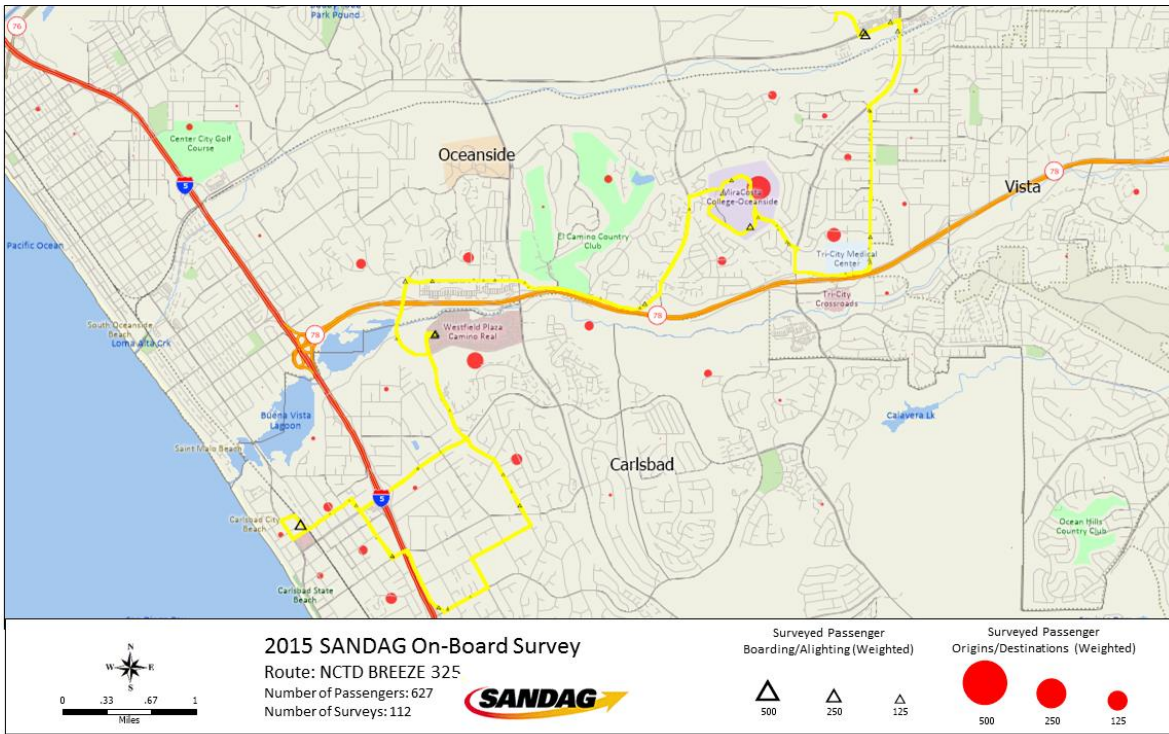 76
Park Pound
Center City Golf
Course
5
Oceanside
El Camino Country
Club
MiraCosta
College-Oceanside
78
Vista
Tri-City Medical
Center
Tri-City
Crossroads
Pacific Ocean
South Oceanside
Beach
Loma Alta Crk
78
78
Westfield Plaza
Camino Real
Buena Vista
Lagoon
Saint Malo Beach
Calavera Lk
Carlsbad
5
Carlsbad City
Beach
Ocean Hills
Country Club
Carlsbad State
Beach
N
W E
S
0 .33 .67 1
Miles
2015 SANDAG On-Board Survey
Route: NCTD BREEZE 325
Number of Passengers: 627
Number of Surveys: 112
SANDAG
Surveyed Passenger
Boarding/Alighting (Weighted)
500 250 125
Surveyed Passenger
Origins/Destinations (Weighted)
500 250 125